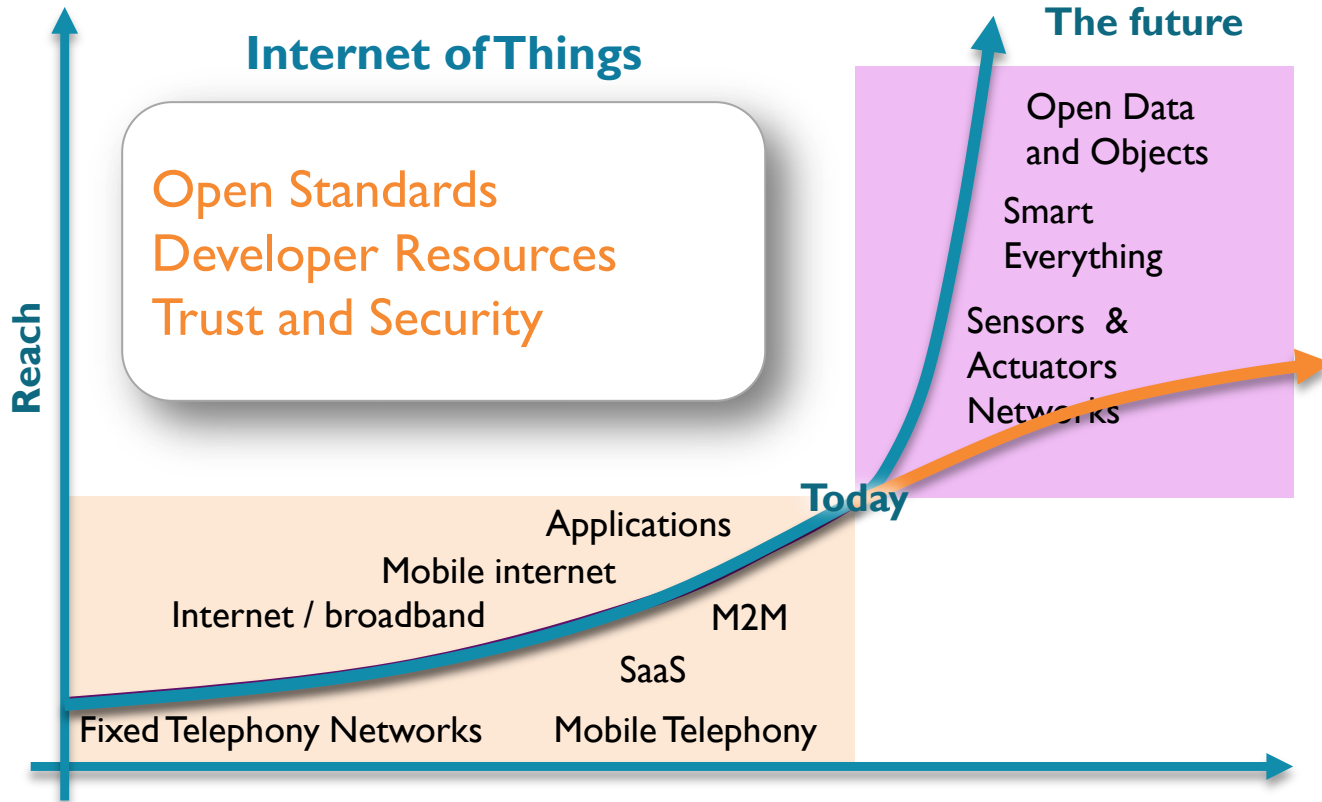 The future
Internet of Things
Open Data
and Objects
Open Standards
Developer Resources
Trust and Security
Smart
Everything
Sensors &
Actuators
Networks
Reach
Today
Applications
Mobile internet
Internet / broadband
M2M
SaaS
Fixed Telephony Networks
Mobile Telephony